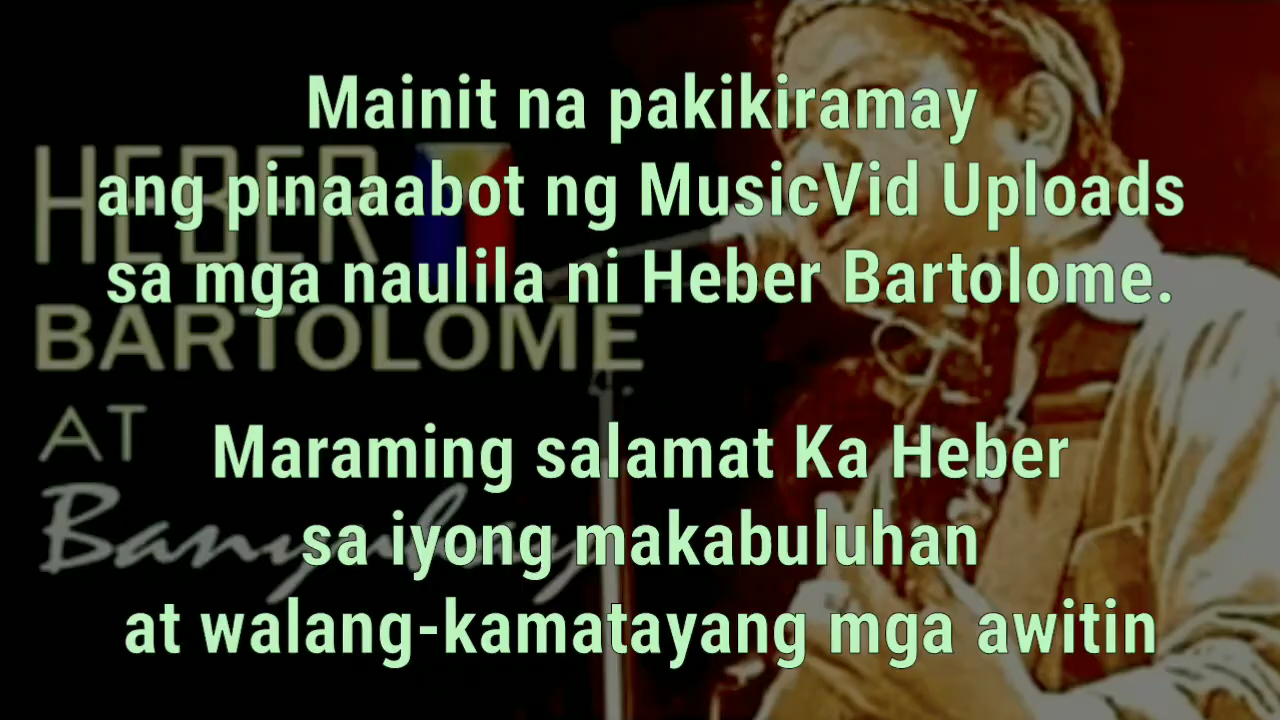 Mainit na pakikiramay
ang pinaaabot ng MusicVid Uploads
sa mga naulila ni Heber Bartolome.
Maraming salamat Ka Heber
sa iyong makabuluhan
at walang-kamatayang mga awitin
HEBER
BARTOLOME
AT
Banyuhay